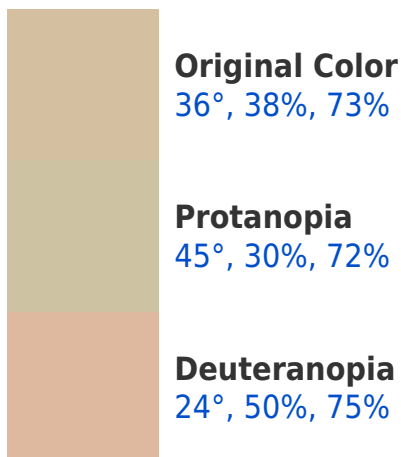 Original Color
36°, 38%, 73%
Protanopia
45°, 30%, 72%
Deuteranopia
24°, 50%, 75%